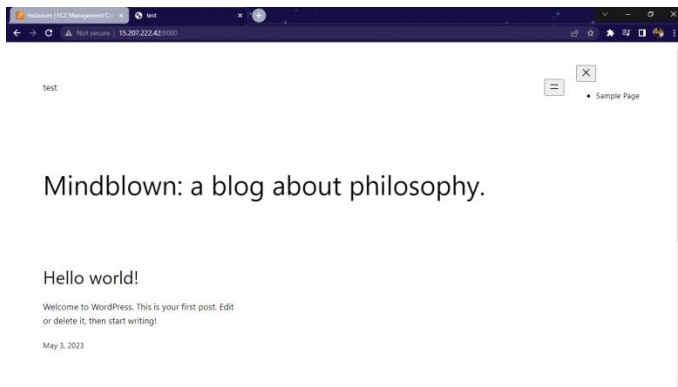 Instances | EC2 Management Co
test
Not secure | 15.207.222.42:8080
test
Sample Page
Mindblown: a blog about philosophy.
Hello world!
Welcome to WordPress. This is your first post. Edit
or delete it, then start writing!
May 3, 2023